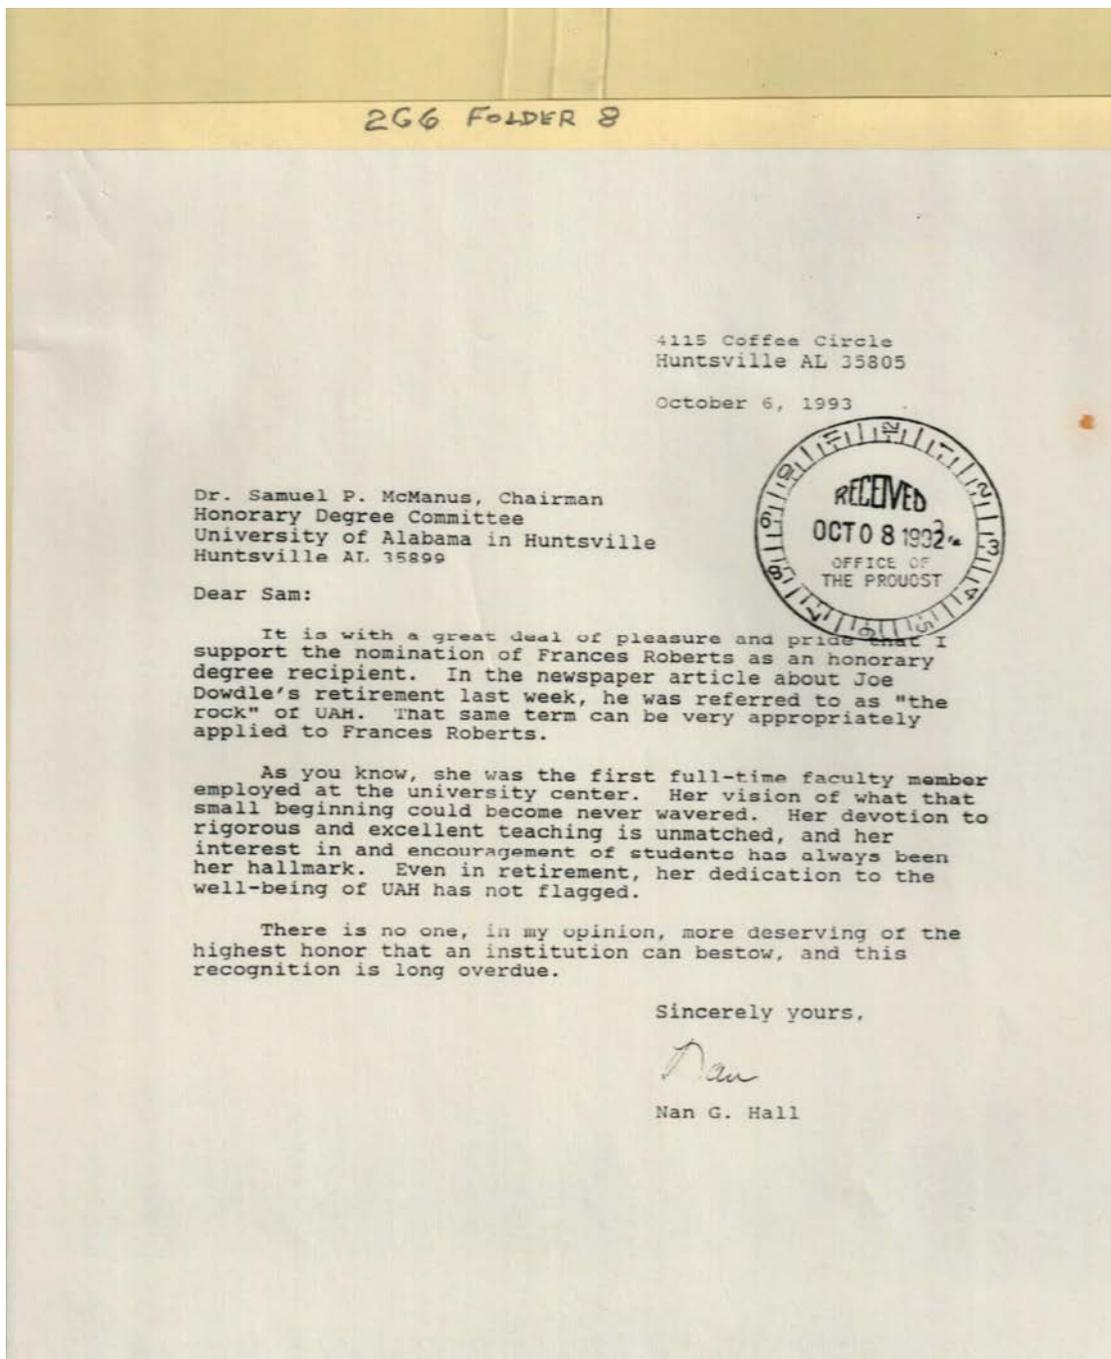 2G6 FOLDER 8
4115 Coffee Circle
Huntsville AL 35805
October 6, 1993
RECEIVED
OCT 08 1993
OFFICE OF
THE PROVOST
Dr. Samuel P. McManus, Chairman
Honorary Degree Committee
University of Alabama in Huntsville
Huntsville AL 35899
Dear Sam:
It is with a great deal of pleasure and pride that I
support the nomination of Frances Roberts as an honorary
degree recipient. In the newspaper article about Joe
Dowdle's retirement last week, he was referred to as "the
rock" of UAH. That same term can be very appropriately
applied to Frances Roberts.
As you know, she was the first full-time faculty member
employed at the university center. Her vision of what that
small beginning could become never wavered. Her devotion to
rigorous and excellent teaching is unmatched, and her
interest in and encouragement of students has always been
her hallmark. Even in retirement, her dedication to the
well-being of UAH has not flagged.
There is no one, in my opinion, more deserving of the
highest honor that an institution can bestow, and this
recognition is long overdue.
Sincerely yours,
Nan
Nan G. Hall